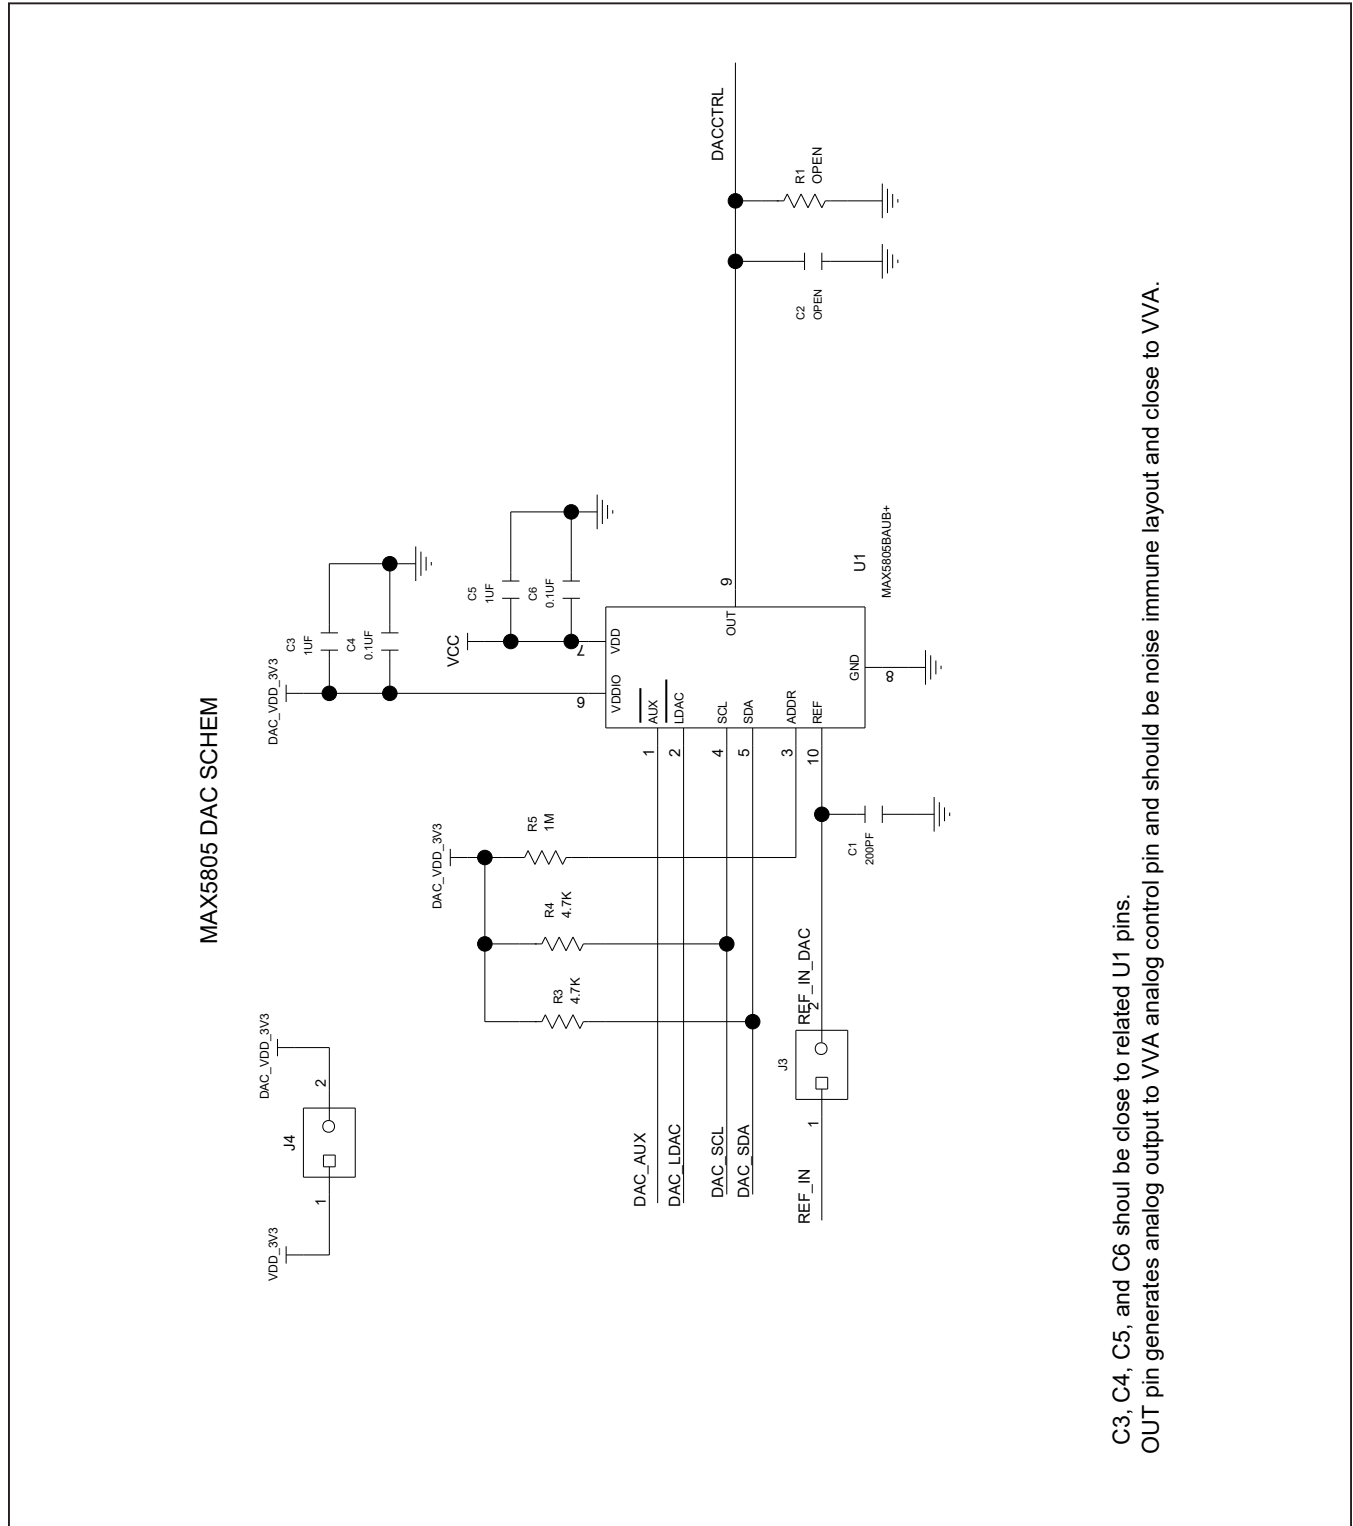 MAX5805 DAC SCHEM
VDD_3V3
1
J4
2
DAC_VDD_3V3
DAC_VDD_3V3
C3
1UF
C4
0.1UF
VCC
C5
1UF
C6
0.1UF
DAC_VDD_3V3
R3
4.7K
R4
4.7K
R5
1M
6
VDDIO
7
VDD
DAC_AUX
1
AUX
DAC_LDAC
2
LDAC
DAC_SCL
4
SCL
DAC_SDA
5
SDA
3
ADDR
REF_IN
1
J3
2
REF_IN_DAC
10
REF
C1
200PF
GND
8
OUT
9
U1
MAX5805BAUB+
DACCTRL
C2
OPEN
R1
OPEN
C3, C4, C5, and C6 shoul be close to related U1 pins.
OUT pin generates analog output to VVA analog control pin and should be noise immune layout and close to VVA.